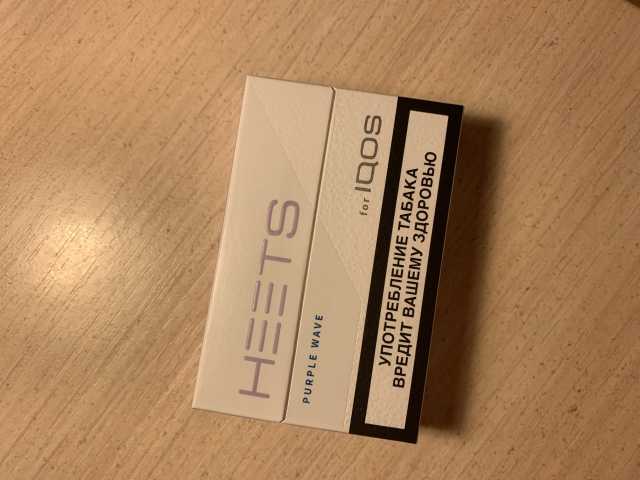 HEETS
PURPLE WAVE
for IQOS
УПОТРЕБЛЕНИЕ ТАБАКА
ВРЕДИТ ВАШЕМУ ЗДОРОВЬЮ